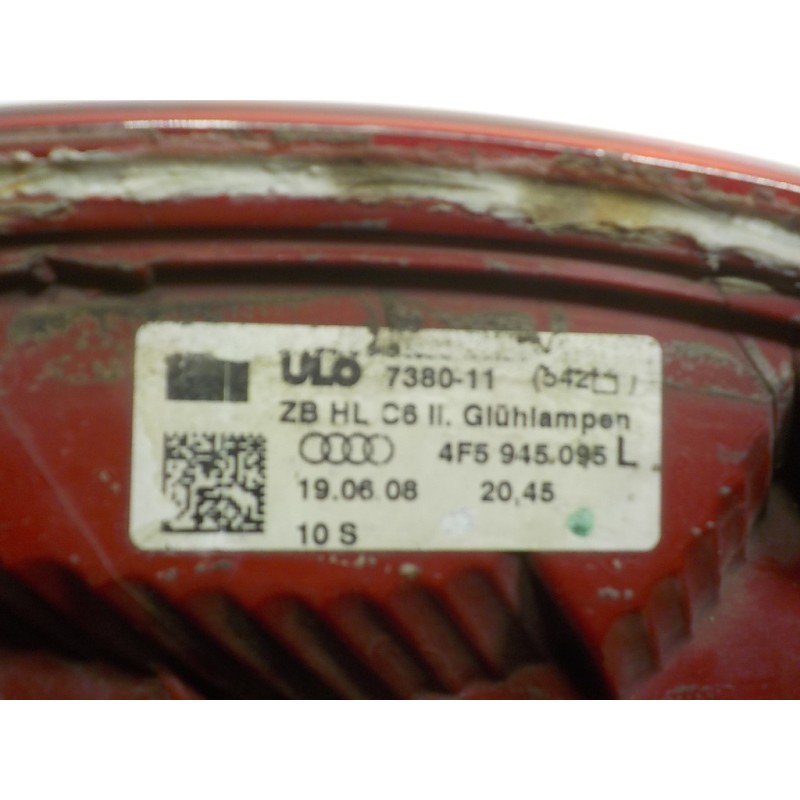 ULO 7380-11
ZB HL C6 II. Glühlampen
4F5 945.095 L
19.06.08 20,45
10 S